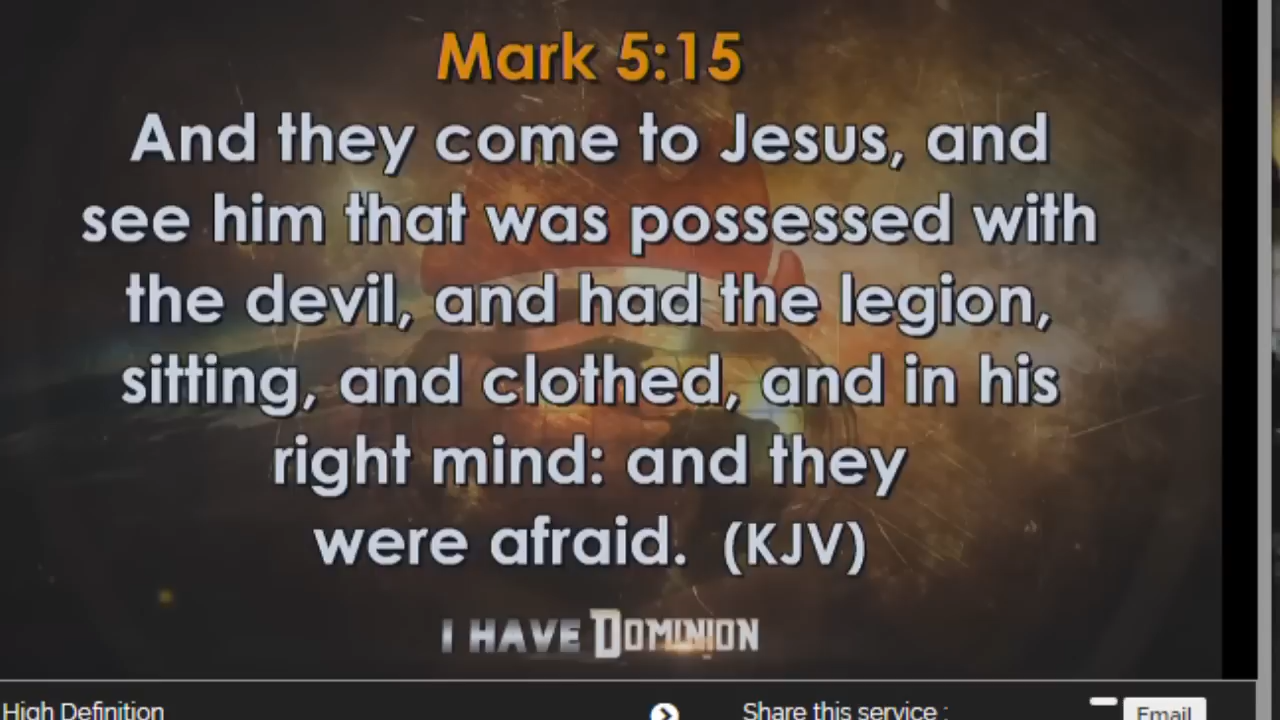 Mark 5:15
And they come to Jesus, and
see him that was possessed with
the devil, and had the legion,
sitting, and clothed, and in his
right mind: and they
were afraid. (KJV)
I HAVE DOMINION
High Definition
Share this service :
Email